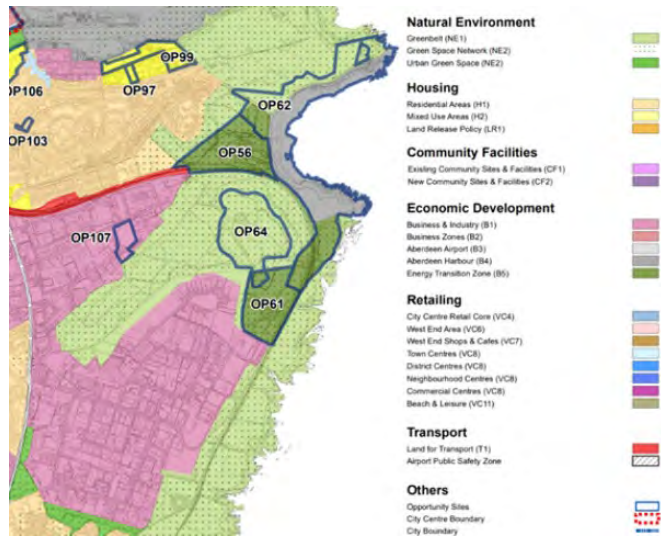 OP99
OP106
OP97
OP62
OP103
OP56
OP64
OP107
OP61
Natural Environment
Greenbelt (NE1)
Green Space Network (NE2)
Urban Green Space (NE2)
Housing
Residential Areas (H1)
Mixed Use Areas (H2)
Land Release Policy (LR1)
Community Facilities
Existing Community Sites & Facilities (CF1)
New Community Sites & Facilities (CF2)
Economic Development
Business & Industry (B1)
Business Zones (B2)
Aberdeen Airport (B3)
Aberdeen Harbour (B4)
Energy Transition Zone (B5)
Retailing
City Centre Retail Core (VC4)
West End Area (VC6)
West End Shops & Cafes (VC7)
Town Centres (VC8)
District Centres (VC8)
Neighbourhood Centres (VC8)
Commercial Centres (VC8)
Beach & Leisure (VC11)
Transport
Land for Transport (T1)
Airport Public Safety Zone
Others
Opportunity Sites
City Centre Boundary
City Boundary